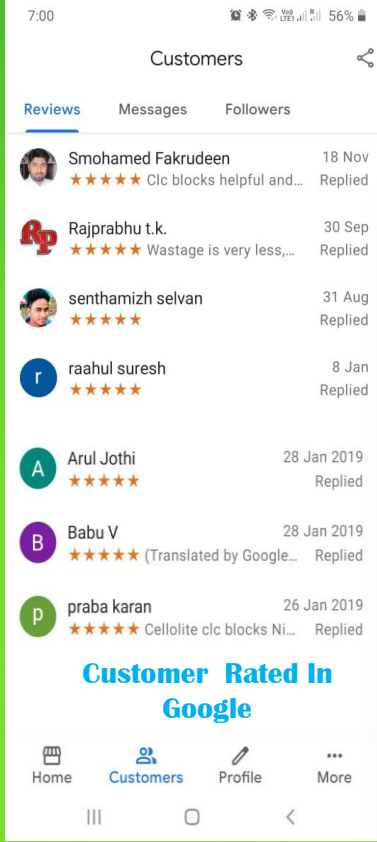 7:00 Vo) LTE1 R 56%
Customers
Reviews Messages Followers
Smohamed Fakrudeen 18 Nov
★★★★★ Clc blocks helpful and... Replied
RP Rajprabhu t.k. 30 Sep
★★★★★ Wastage is very less,... Replied
senthamizh selvan 31 Aug
★★★★★ Replied
r raahul suresh 8 Jan
★★★★★ Replied
A Arul Jothi 28 Jan 2019
★★★★★ Replied
B Babu V 28 Jan 2019
★★★★★ (Translated by Google... Replied
p praba karan 26 Jan 2019
★★★★★ Cellolite clc blocks Ni... Replied
Customer Rated In
Google
Home Customers Profile More